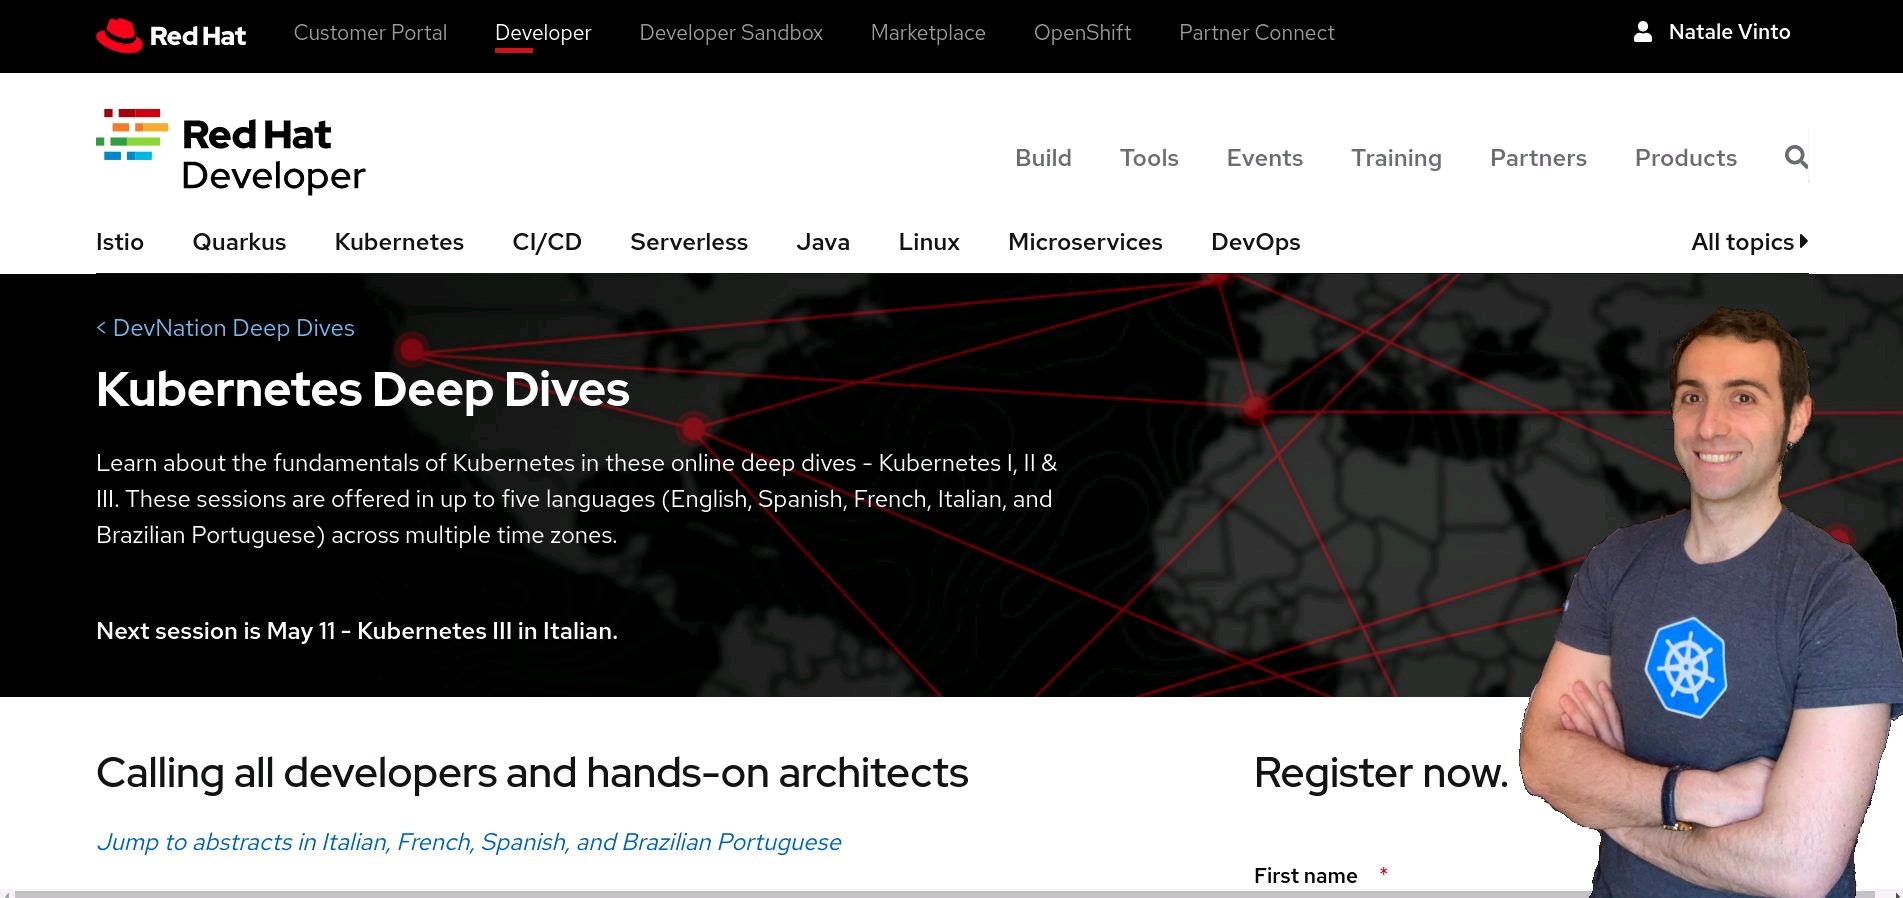 Red Hat Customer Portal Developer Developer Sandbox Marketplace OpenShift Partner Connect Natale Vinto
Red Hat
Developer
Build Tools Events Training Partners Products
Istio Quarkus Kubernetes CI/CD Serverless Java Linux Microservices DevOps All topics
< DevNation Deep Dives
Kubernetes Deep Dives
Learn about the fundamentals of Kubernetes in these online deep dives - Kubernetes I, II &
III. These sessions are offered in up to five languages (English, Spanish, French, Italian, and
Brazilian Portuguese) across multiple time zones.
Next session is May 11 - Kubernetes III in Italian.
Calling all developers and hands-on architects
Register now.
Jump to abstracts in Italian, French, Spanish, and Brazilian Portuguese
First name *